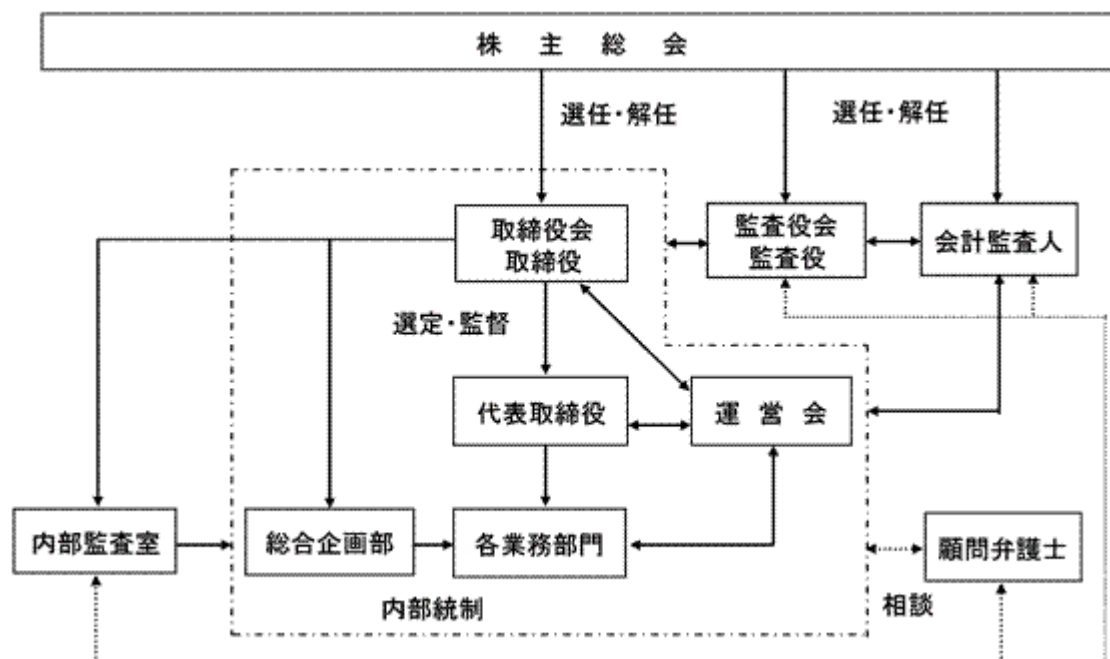 株主総会
選任・解任
選任・解任
取締役会
取締役
監査役会
監査役
会計監査人
選定・監督
代表取締役
運営会
内部監査室
総合企画部
各業務部門
顧問弁護士
内部統制
相談